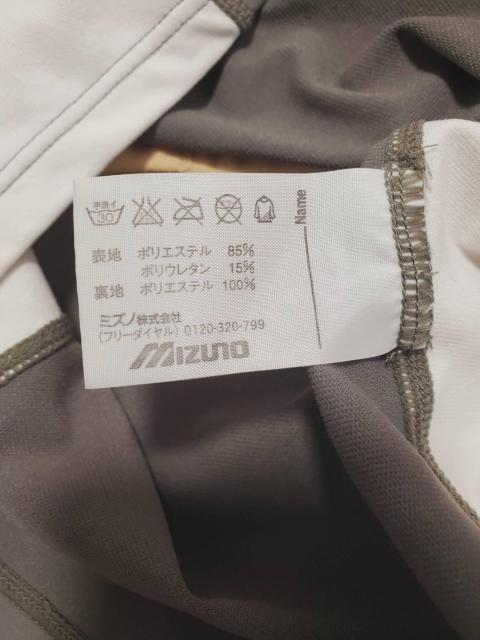 手洗イ
30
表地 ポリエステル 85%
ポリウレタン 15%
裏地 ポリエステル 100%
ミズノ株式会社
(フリーダイヤル) 0120-320-799
MIZUNO
Name